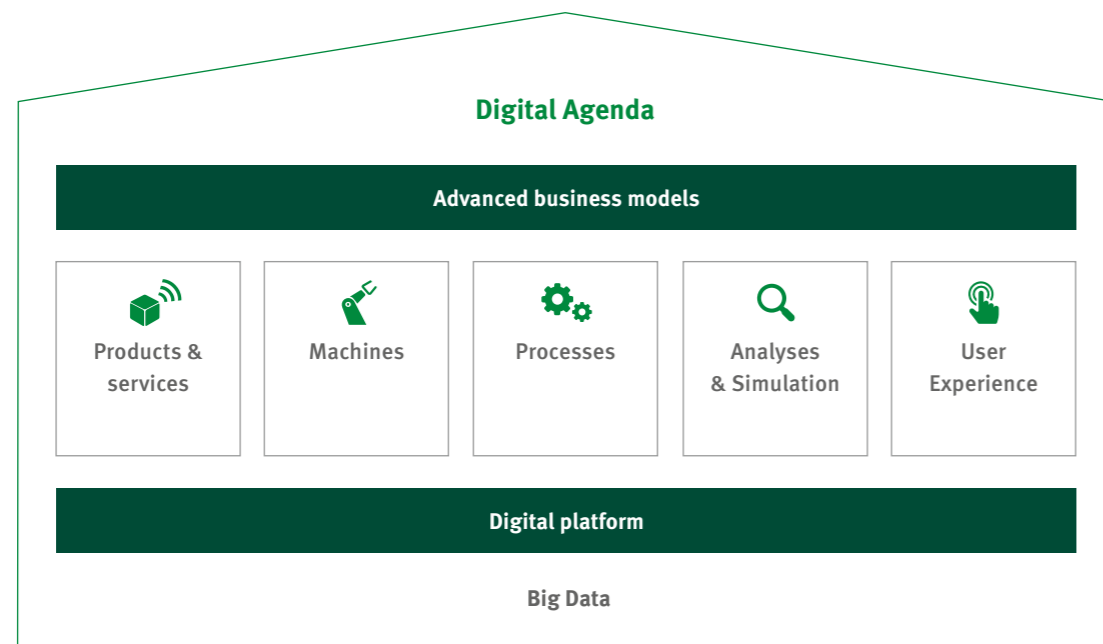 Digital Agenda
Advanced business models
Products &
services
Machines
Processes
Analyses
& Simulation
User
Experience
Digital platform
Big Data